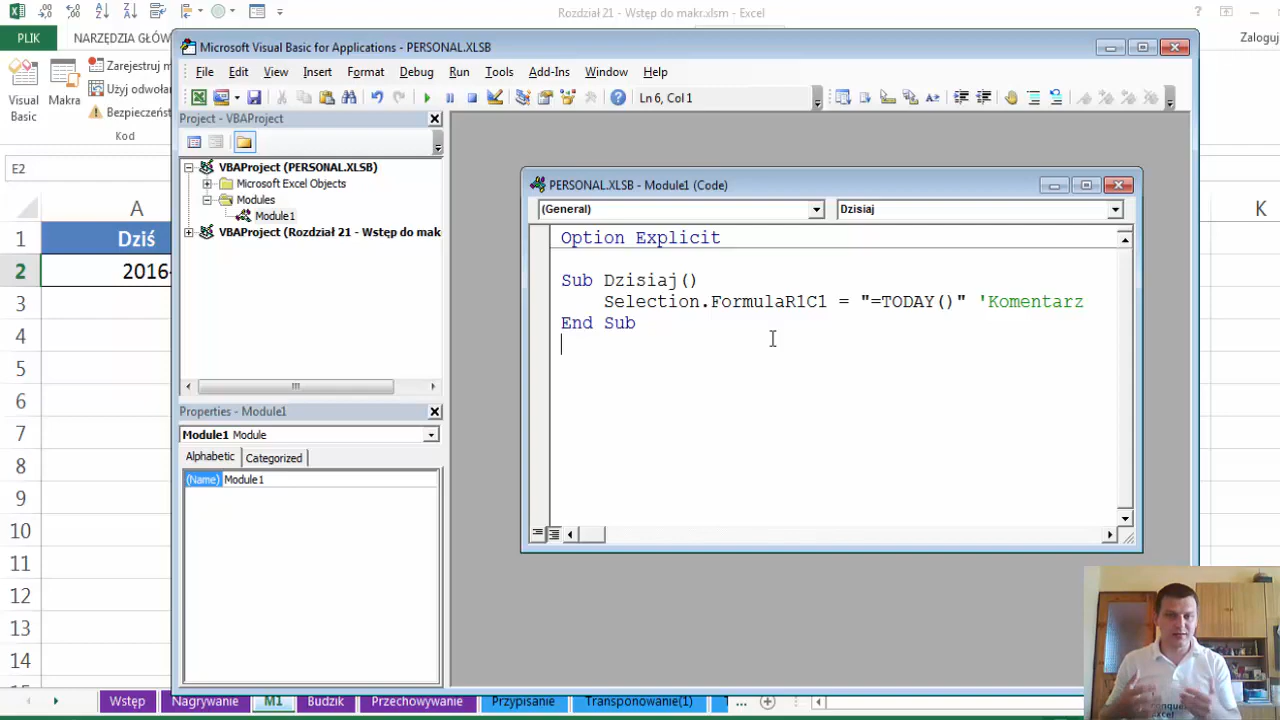 Rozdział 21 - Wstęp do makr.xlsm - Excel
PLIK
NARZĘDZIA GŁÓW
Zaloguj
Visual Basic
Makra
Zarejestruj m
Użyj odwoła
Bezpieczeńst
Kod
Microsoft Visual Basic for Applications - PERSONAL.XLSB
File Edit View Insert Format Debug Run Tools Add-Ins Window Help
Ln 6, Col 1
Project - VBAProject
VBAProject (PERSONAL.XLSB)
Microsoft Excel Objects
Modules
Module1
VBAProject (Rozdział 21 - Wstęp do mak
Properties - Module1
Module1 Module
Alphabetic Categorized
(Name) Module1
PERSONAL.XLSB - Module1 (Code)
(General) Dzisiaj
Option Explicit
Sub Dzisiaj()
Selection.FormulaR1C1 = "=TODAY()" 'Komentarz
End Sub
E2
A K
1 Dziś
2 2016-
3
4
5
6
7
8
9
10
11
12
13
14
Wstęp Nagrywanie M1 Budzik Przechowywanie Przypisanie Transponowanie(1) ...